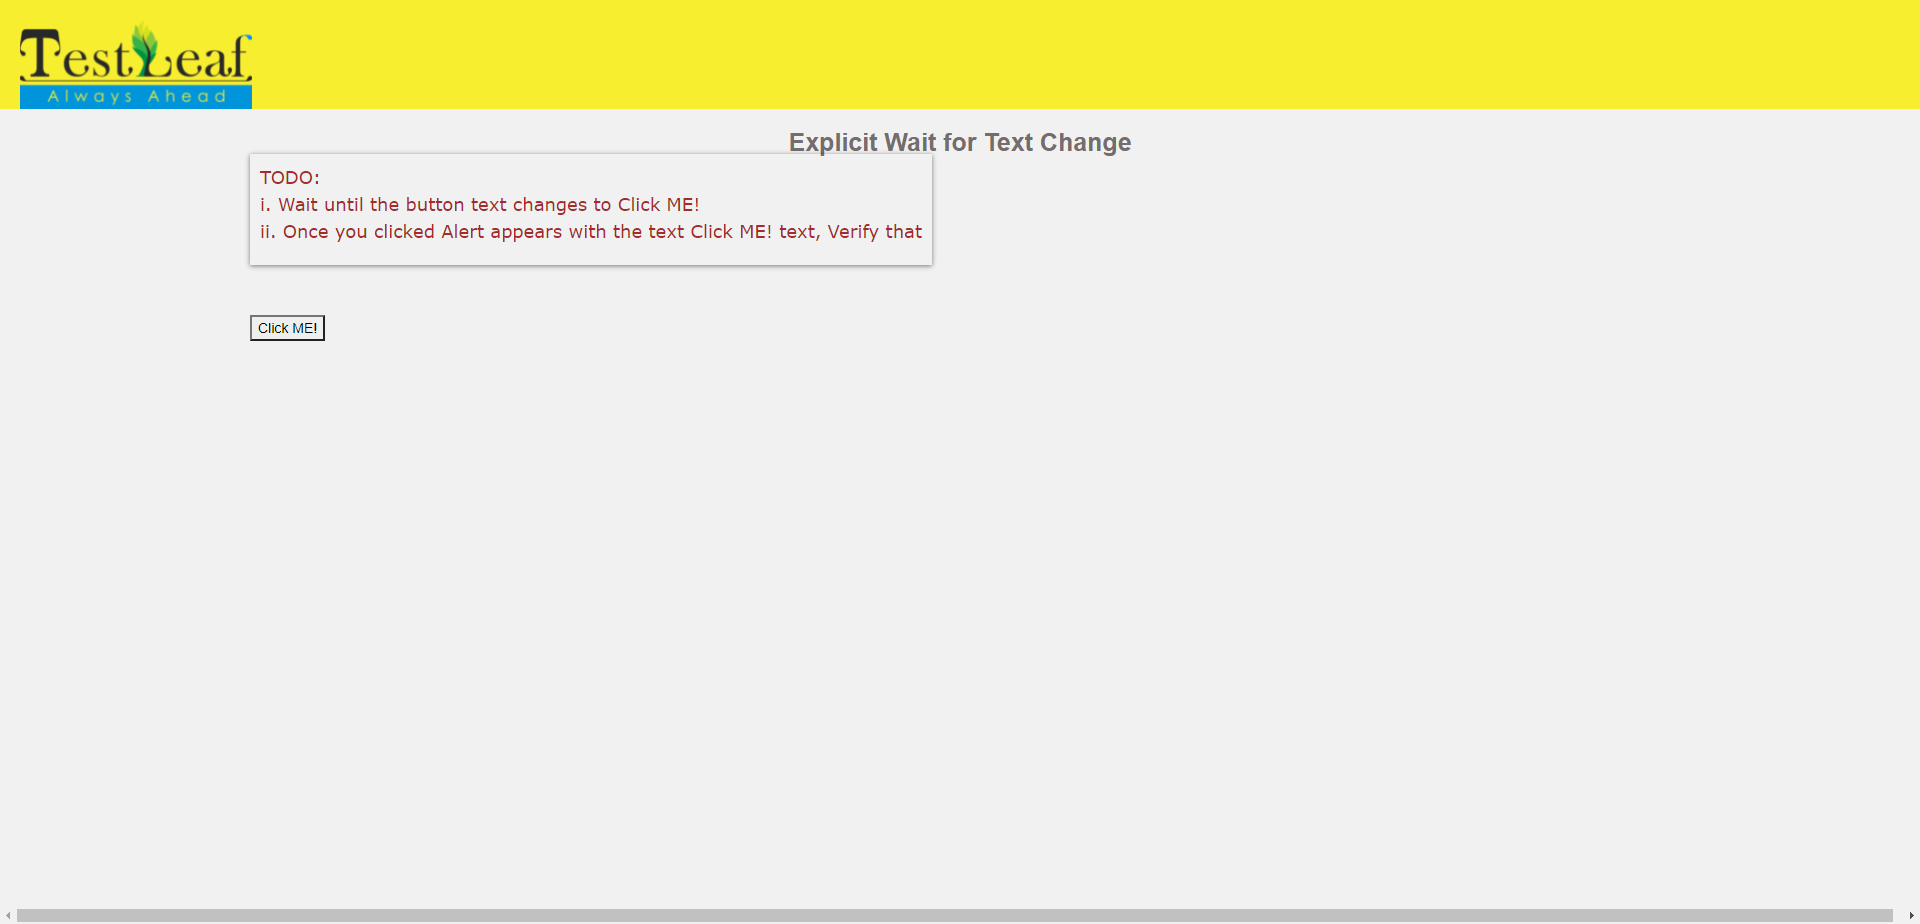 TestLeaf
Always Ahead
Explicit Wait for Text Change
TODO:
i. Wait until the button text changes to Click ME!
ii. Once you clicked Alert appears with the text Click ME! text, Verify that
Click ME!